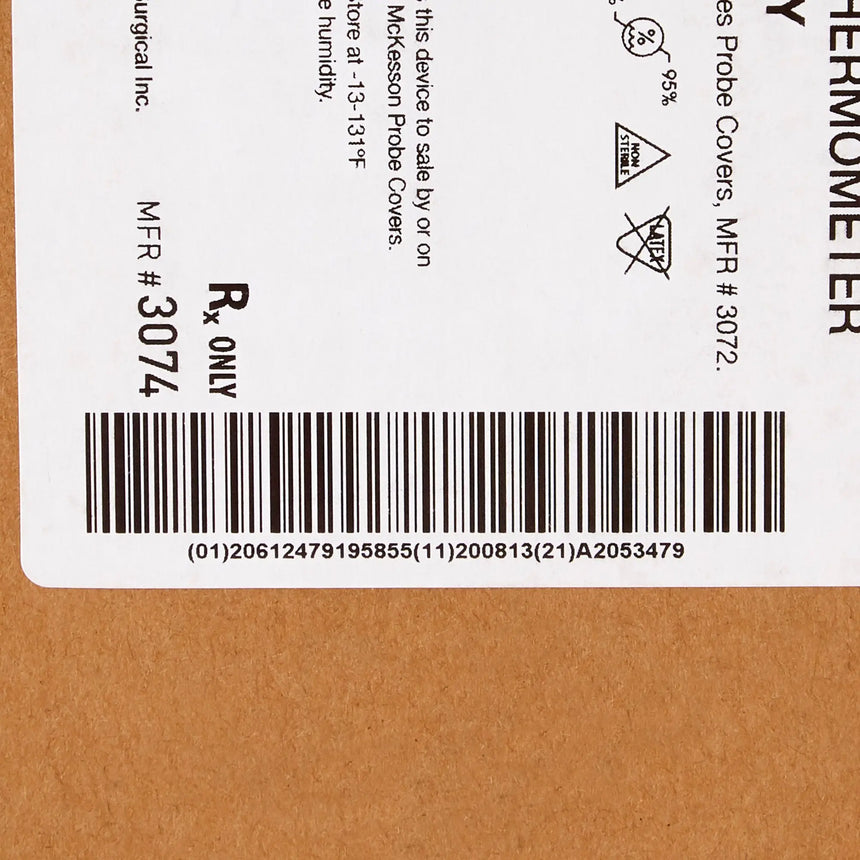 THERMOMETER
Y
es Probe Covers, MFR # 3072.
% 95%
NON
STERILE
LATEX
this device to sale by or on
McKesson Probe Covers.
tore at -13-131°F
e humidity.
Rx ONLY
urgical Inc.
MFR # 3074
(01)20612479195855(11)200813(21)A2053479